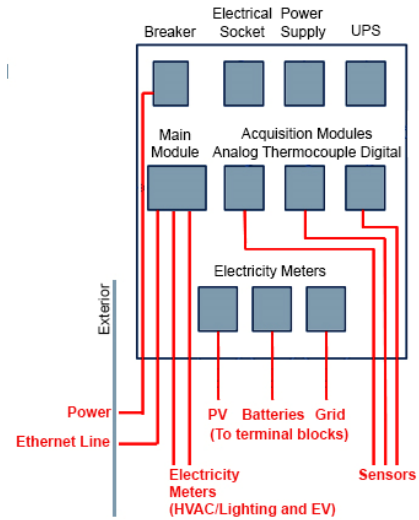 Breaker
Electrical Socket
Power Supply
UPS
Main Module
Acquisition Modules
Analog Thermocouple Digital
Electricity Meters
Exterior
Power
Ethernet Line
PV Batteries Grid
(To terminal blocks)
Electricity
Meters
(HVAC/Lighting and EV)
Sensors